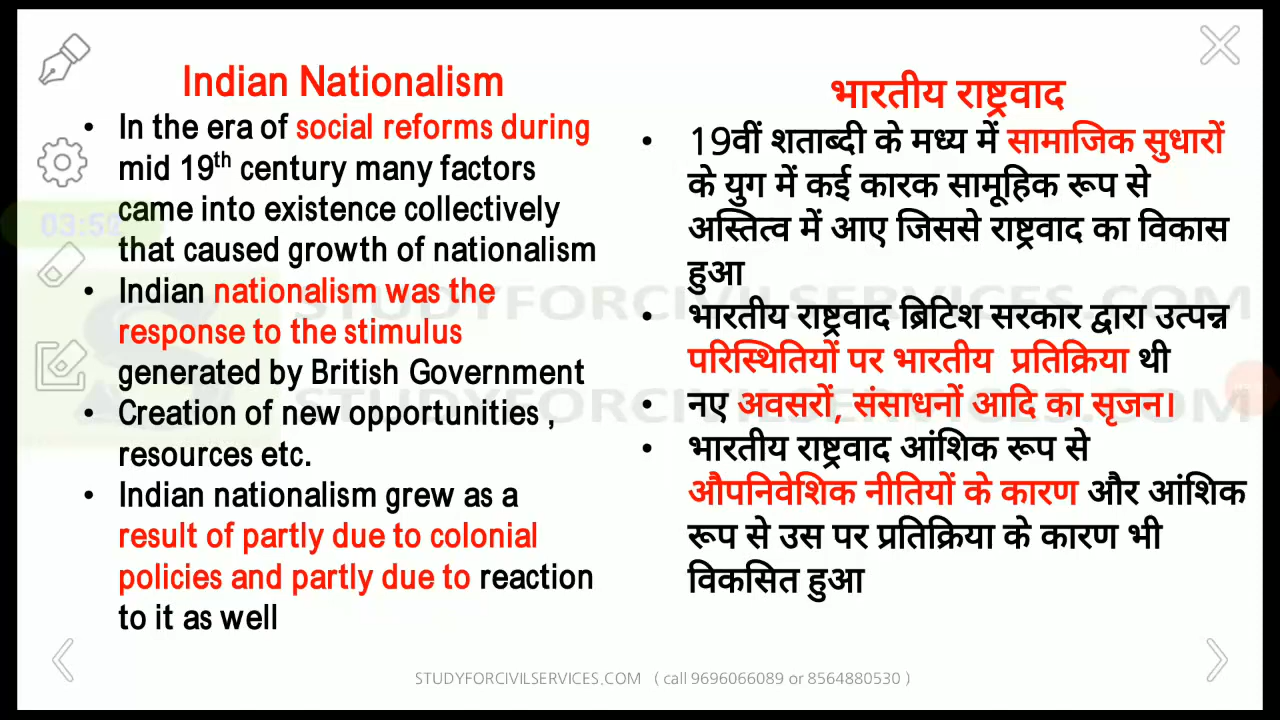 Indian Nationalism
• In the era of social reforms during
mid 19th century many factors
came into existence collectively
that caused growth of nationalism
• Indian nationalism was the
response to the stimulus
generated by British Government
• Creation of new opportunities ,
resources etc.
• Indian nationalism grew as a
result of partly due to colonial
policies and partly due to reaction
to it as well
भारतीय राष्ट्रवाद
• 19वीं शताब्दी के मध्य में सामाजिक सुधारों
के युग में कई कारक सामूहिक रूप से
अस्तित्व में आए जिससे राष्ट्रवाद का विकास
हुआ
• भारतीय राष्ट्रवाद ब्रिटिश सरकार द्वारा उत्पन्न
परिस्थितियों पर भारतीय प्रतिक्रिया थी
• नए अवसरों, संसाधनों आदि का सृजन।
• भारतीय राष्ट्रवाद आंशिक रूप से
औपनिवेशिक नीतियों के कारण और आंशिक
रूप से उस पर प्रतिक्रिया के कारण भी
विकसित हुआ
STUDYFORCIVILSERVICES.COM
STUDYFORCIVILSERVICES.COM
STUDYFORCIVILSERVICES.COM ( call 9696066089 or 8564880530 )